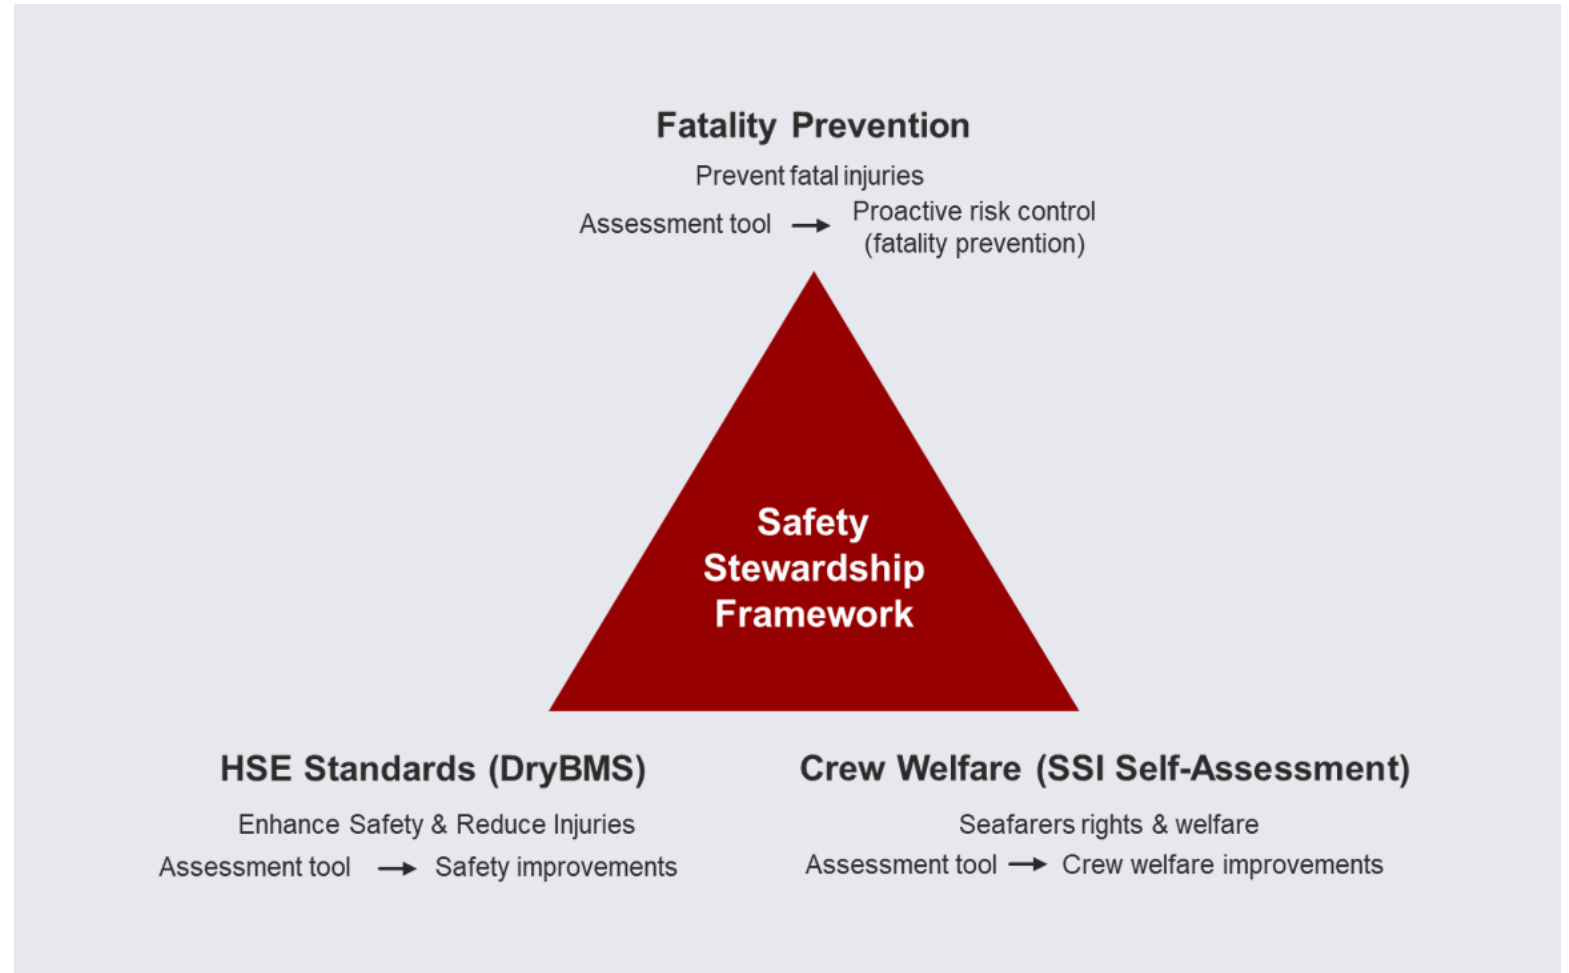 Fatality Prevention
Prevent fatal injuries
Assessment tool → Proactive risk control
(fatality prevention)
Safety
Stewardship
Framework
HSE Standards (DryBMS)
Enhance Safety & Reduce Injuries
Assessment tool → Safety improvements
Crew Welfare (SSI Self-Assessment)
Seafarers rights & welfare
Assessment tool → Crew welfare improvements